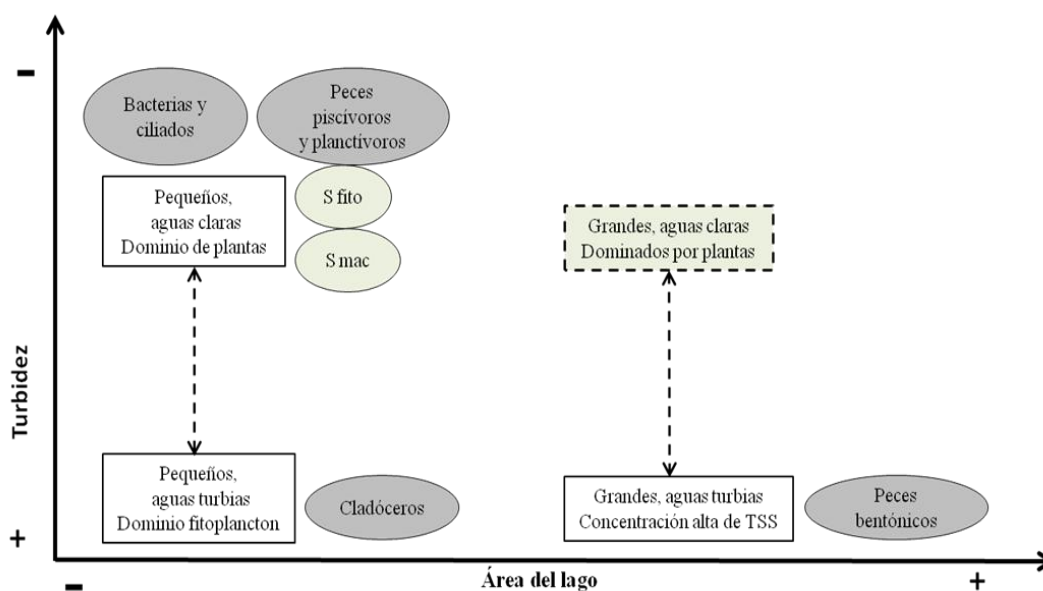 -
Bacterias y
ciliados
Peces
piscívoros
y planctívoros
Pequeños,
aguas claras
Dominio de plantas
S fito
S mac
Grandes, aguas claras
Dominados por plantas
Turbidez
Pequeños,
aguas turbias
Dominio fitoplancton
Cladóceros
Grandes, aguas turbias
Concentración alta de TSS
Peces
bentónicos
+
-
Área del lago
+